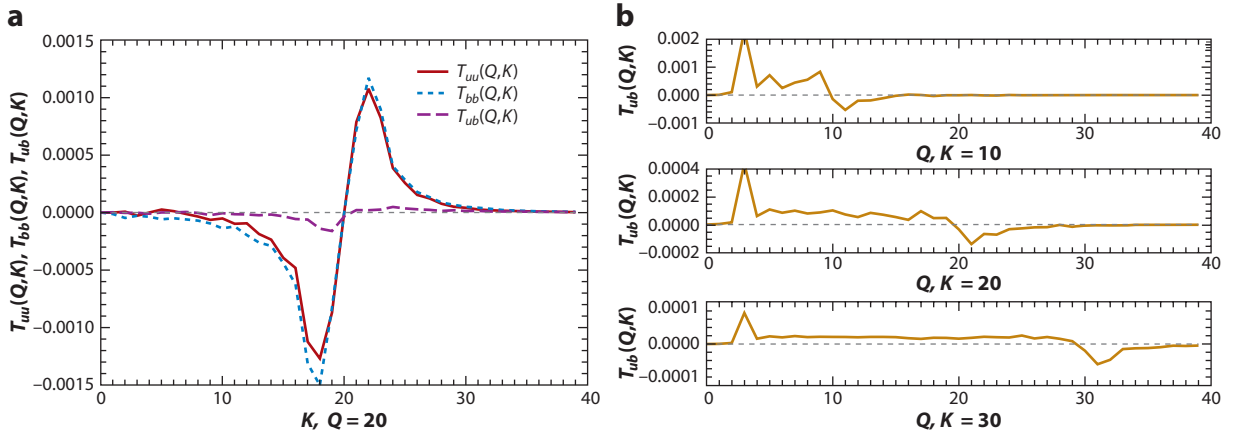 a
0.0015
0.0010
0.0005
0.0000
−0.0005
−0.0010
−0.0015
T_uu(Q,K), T_bb(Q,K), T_ub(Q,K)
T_uu(Q,K)
T_bb(Q,K)
T_ub(Q,K)
0 10 20 30 40
K, Q = 20
b
0.002
0.001
0.000
−0.001
T_ub(Q,K)
0 10 20 30 40
Q, K = 10
0.0004
0.0002
0.0000
−0.0002
T_ub(Q,K)
0 10 20 30 40
Q, K = 20
0.0001
0.0000
−0.0001
T_ub(Q,K)
0 10 20 30 40
Q, K = 30